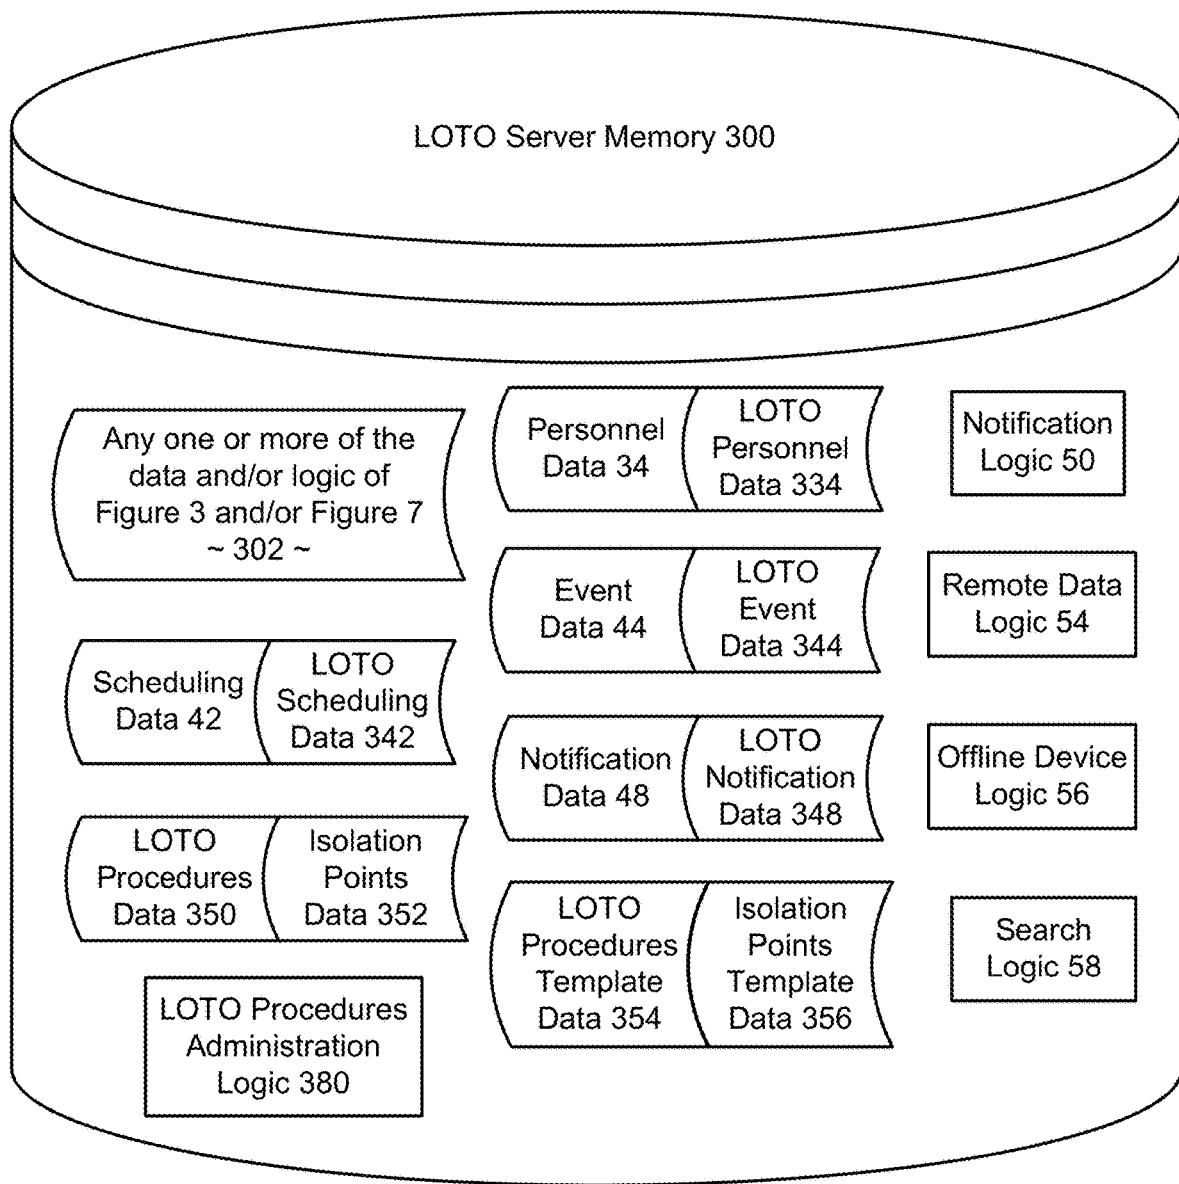 LOTO Server Memory 300
Any one or more of the
data and/or logic of
Figure 3 and/or Figure 7
~ 302 ~
Personnel
Data 34
LOTO
Personnel
Data 334
Notification
Logic 50
Event
Data 44
LOTO
Event
Data 344
Remote Data
Logic 54
Scheduling
Data 42
LOTO
Scheduling
Data 342
Notification
Data 48
LOTO
Notification
Data 348
Offline Device
Logic 56
LOTO
Procedures
Data 350
Isolation
Points
Data 352
LOTO
Procedures
Template
Data 354
Isolation
Points
Template
Data 356
Search
Logic 58
LOTO Procedures
Administration
Logic 380